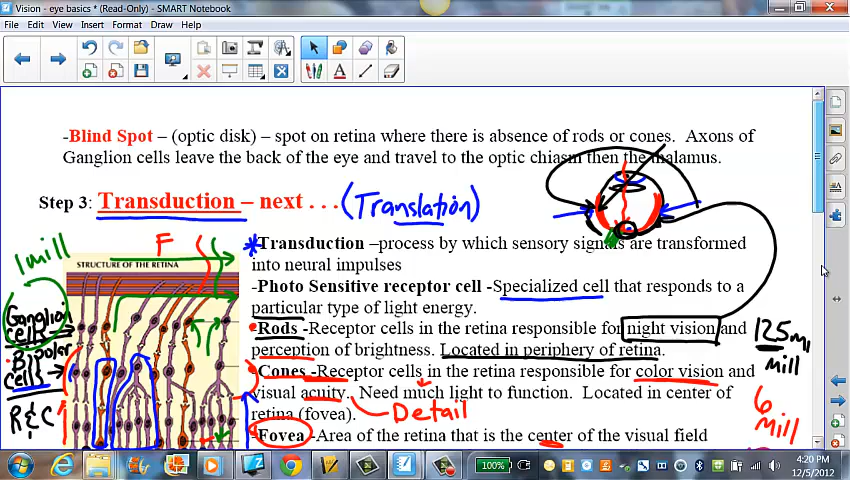 Vision - eye basics * (Read-Only) - SMART Notebook
File Edit View Insert Format Draw Tools Help
-Blind Spot – (optic disk) – spot on retina where there is absence of rods or cones. Axons of
Ganglion cells leave the back of the eye and travel to the optic chiasm then the thalamus.
Step 3: Transduction – next . . . (Translation)
*Transduction –process by which sensory signals are transformed
into neural impulses
-Photo Sensitive receptor cell -Specialized cell that responds to a
particular type of light energy.
Rods -Receptor cells in the retina responsible for night vision and
perception of brightness. Located in periphery of retina.
Cones -Receptor cells in the retina responsible for color vision and
visual acuity. Need much light to function. Located in center of
retina (fovea).
Detail
Fovea -Area of the retina that is the center of the visual field
1 mill
F
STRUCTURE OF THE RETINA
Ganglion
cells
Bipolar
cells
R & C
125 mi
mill
6
mill
100%
4:20 PM
12/5/2012